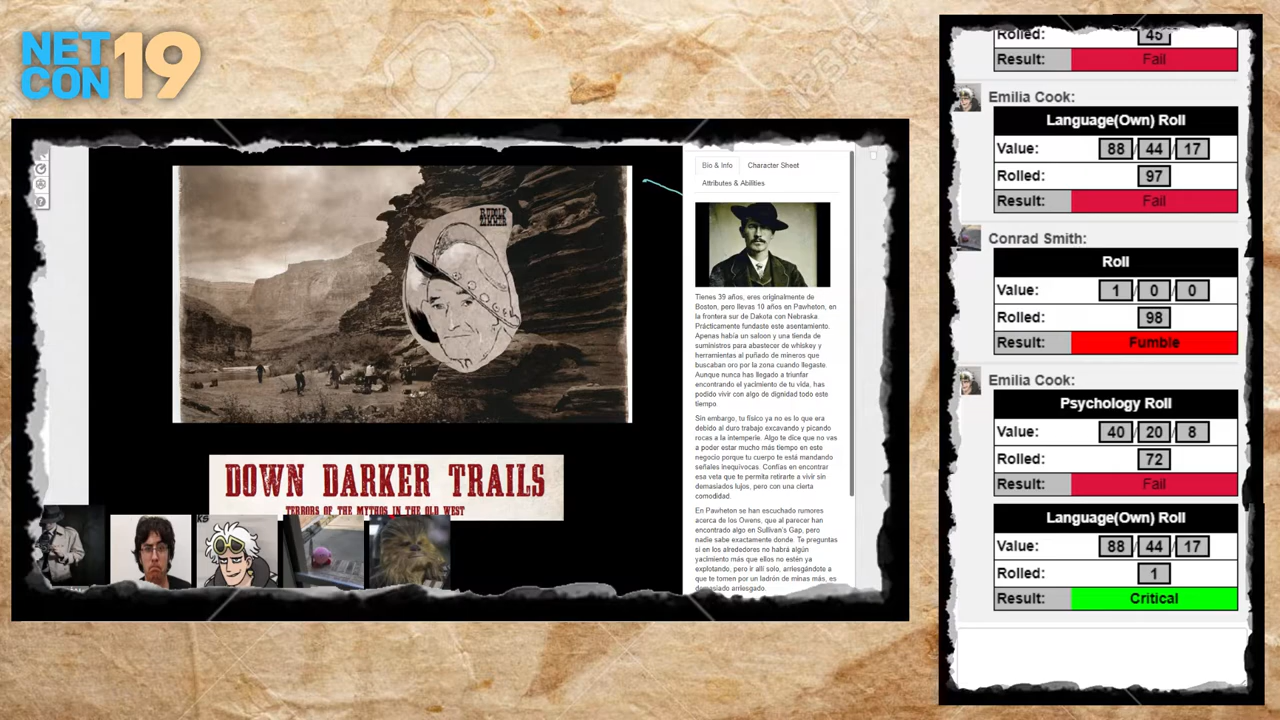 NET
CON 19
Bio & Info
Character Sheet
Attributes & Abilities
Tienes 39 años, eres originalmente de
Boston, pero llevas 10 años en Pawheton, en
la frontera sur de Dakota con Nebraska
Prácticamente fundaste este asentamiento.
Apenas había un saloon y una tienda de
suministros para abastecer de whiskey y
herramientas al puñado de mineros que
buscaban oro por la zona cuando llegaste.
Aunque nunca has llegado a triunfar
encontrando el yacimiento de tu vida, has
podido vivir con algo de dignidad todo este
tiempo.
Sin embargo, tu físico ya no es lo que era
debido al duro trabajo excavando y picando
rocas a la intemperie. Algo te dice que no vas
a poder estar mucho más tiempo en este
negocio porque tu cuerpo te está mandando
señales inequívocas. Confías en encontrar
esa veta que te permita retirarte a vivir sin
demasiados lujos, pero con una cierta
comodidad.
En Pawheton se han escuchado rumores
acerca de los Owens, que al parecer han
encontrado algo en Sullivan's Gap, pero
nadie sabe exactamente donde. Te preguntas
si en los alrededores no habrá algún
yacimiento más que ellos no estén ya
explotando, pero ir allí solo, arriesgándote a
que te tomen por un ladrón de minas más, es
demasiado arriesgado.
DOWN DARKER TRAILS
TERRORS OF THE MYTHOS IN THE OLD WEST
KS
Rolled: 45
Result: Fail
Emilia Cook:
Language(Own) Roll
Value: 88 / 44 / 17
Rolled: 97
Result: Fail
Conrad Smith:
Roll
Value: 1 / 0 / 0
Rolled: 98
Result: Fumble
Emilia Cook:
Psychology Roll
Value: 40 / 20 / 8
Rolled: 72
Result: Fail
Language(Own) Roll
Value: 88 / 44 / 17
Rolled: 1
Result: Critical